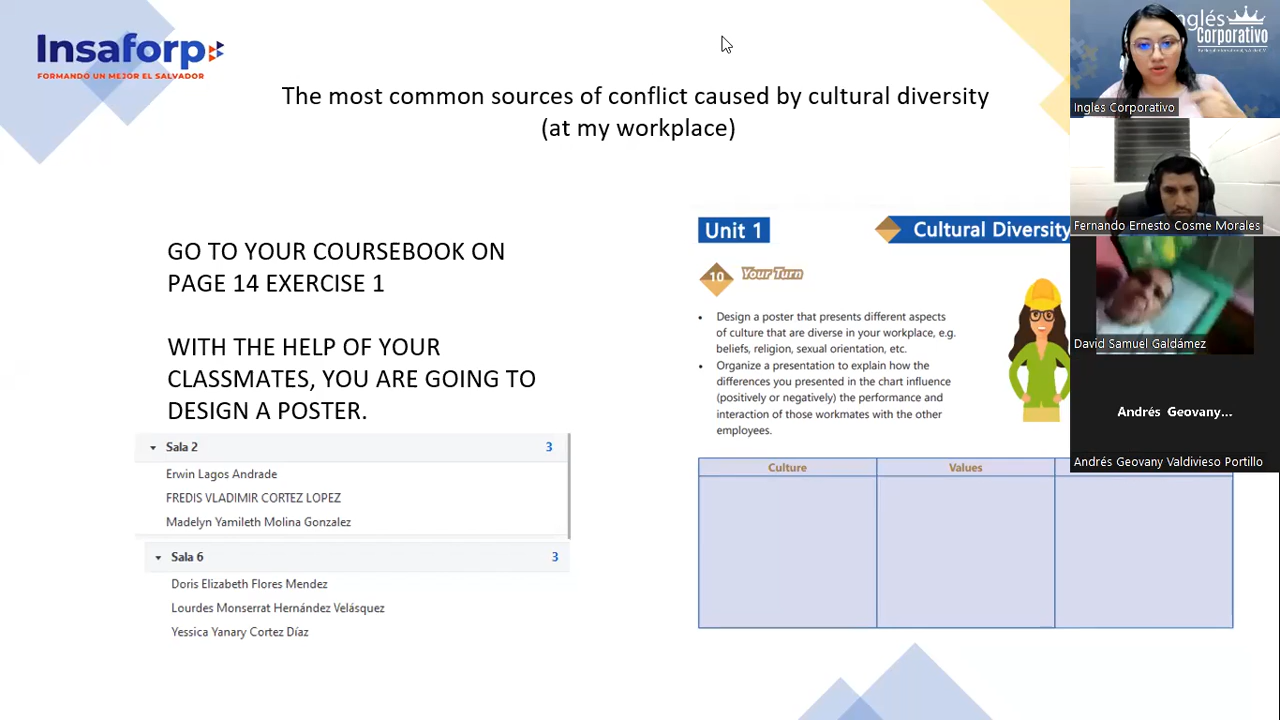 Insaforp
FORMANDO UN MEJOR EL SALVADOR
The most common sources of conflict caused by cultural diversity
(at my workplace)
GO TO YOUR COURSEBOOK ON
PAGE 14 EXERCISE 1
WITH THE HELP OF YOUR
CLASSMATES, YOU ARE GOING TO
DESIGN A POSTER.
Sala 2 3
Erwin Lagos Andrade
FREDIS VLADIMIR CORTEZ LOPEZ
Madelyn Yamileth Molina Gonzalez
Sala 6 3
Doris Elizabeth Flores Mendez
Lourdes Monserrat Hernández Velásquez
Yessica Yanary Cortez Díaz
Unit 1
Cultural Diversity
10 Your Turn
• Design a poster that presents different aspects
of culture that are diverse in your workplace, e.g.
beliefs, religion, sexual orientation, etc.
• Organize a presentation to explain how the
differences you presented in the chart influence
(positively or negatively) the performance and
interaction of those workmates with the other
employees.
Culture Values
Inglés
Corporativo
Ingles Corporativo
Fernando Ernesto Cosme Morales
David Samuel Galdámez
Andrés Geovany...
Andrés Geovany Valdivieso Portillo